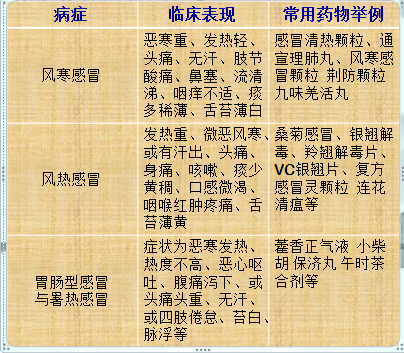 病症 临床表现 常用药物举例
风寒感冒
恶寒重、发热轻、
头痛、无汗、肢节
酸痛、鼻塞、流清
涕、咽痒不适、痰
多稀薄、舌苔薄白
感冒清热颗粒、通
宣理肺丸、风寒感
冒颗粒 荆防颗粒
九味羌活丸
风热感冒
发热重、微恶风寒、
或有汗出、头痛、
身痛、咳嗽、痰少
黄稠、口感微渴、
咽喉红肿疼痛、舌
苔薄黄
桑菊感冒、银翘解
毒、羚翘解毒片、
VC银翘片、复方
感冒灵颗粒 连花
清瘟等
胃肠型感冒
与暑热感冒
症状为恶寒发热、
热度不高、恶心呕
吐、腹痛泻下、或
头痛头重、无汗、
或四肢倦怠、苔白、
脉浮等
藿香正气液 小柴
胡 保济丸 午时茶
合剂等